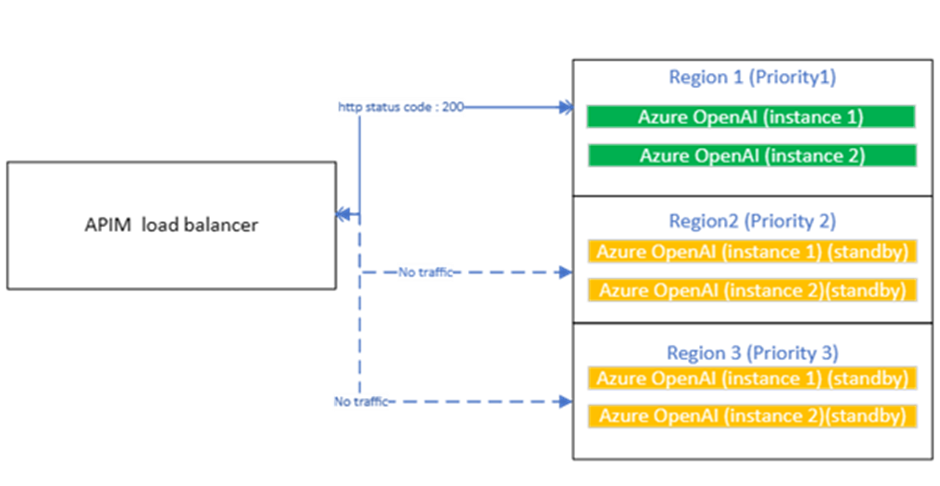 Region 1 (Priority1)
http status code : 200
Azure OpenAI (instance 1)
Azure OpenAI (instance 2)
APIM  load balancer
Region2 (Priority 2)
Azure OpenAI (instance 1) (standby)
No traffic
Azure OpenAI (instance 2)(standby)
Region 3 (Priority 3)
Azure OpenAI (instance 1) (standby)
No traffic
Azure OpenAI (instance 2)(standby)